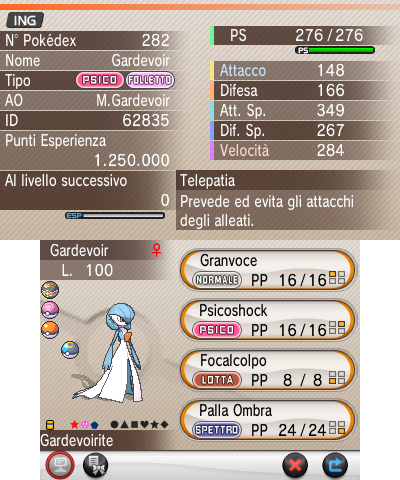 ING
N° Pokédex 282
Nome Gardevoir
Tipo PSICO FOLLETTO
AO M.Gardevoir
ID 62835
Punti Esperienza
1.250.000
Al livello successivo
0
ESP
PS 276/276
PS
Attacco 148
Difesa 166
Att. Sp. 349
Dif. Sp. 267
Velocità 284
Telepatia
Prevede ed evita gli attacchi
degli alleati.
Gardevoir ♀
L. 100
Gardevoirite
Granvoce
NORMALE PP 16/16
Psicoshock
PSICO PP 16/16
Focalcolpo
LOTTA PP 8/8
Palla Ombra
SPETTRO PP 24/24